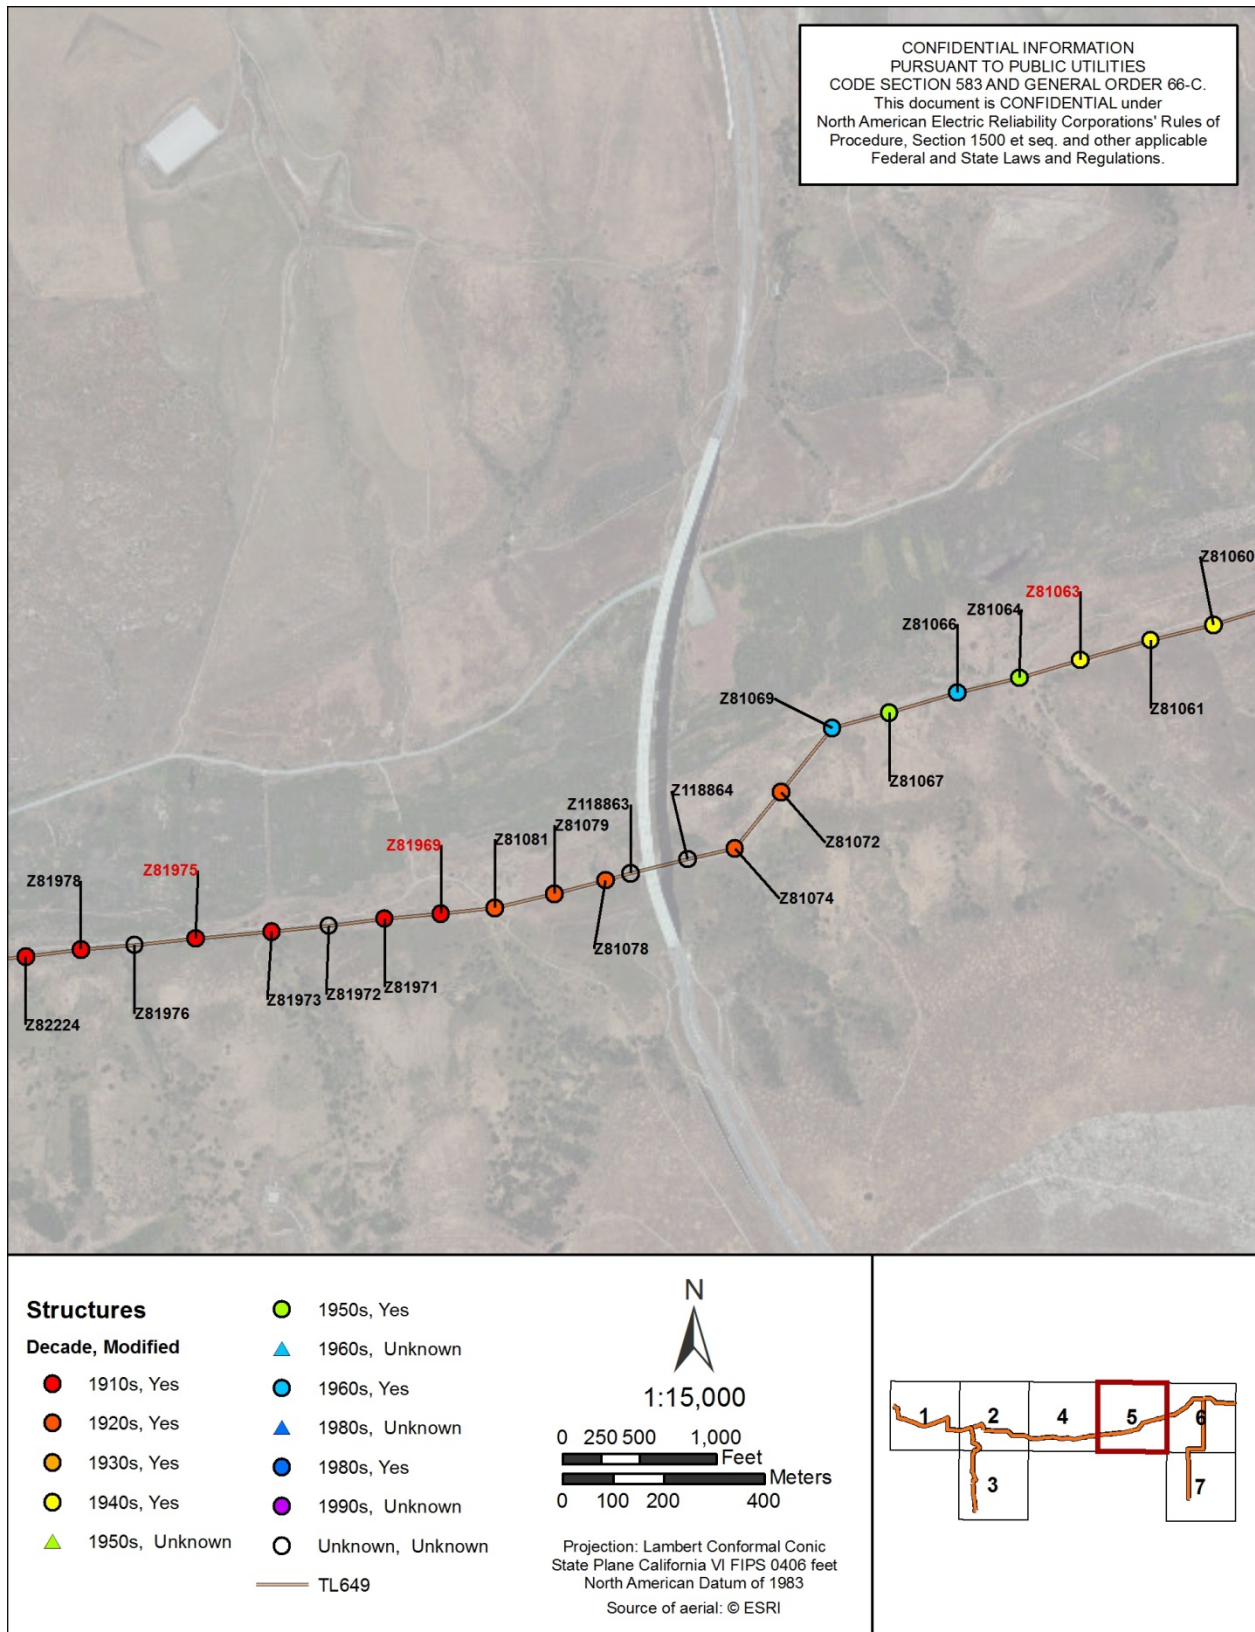 CONFIDENTIAL INFORMATION
PURSUANT TO PUBLIC UTILITIES
CODE SECTION 583 AND GENERAL ORDER 66-C.
This document is CONFIDENTIAL under
North American Electric Reliability Corporations' Rules of
Procedure, Section 1500 et seq. and other applicable
Federal and State Laws and Regulations.
Z81060
Z81063
Z81064
Z81066
Z81069
Z81061
Z81067
Z118864
Z118863
Z81072
Z81079
Z81081
Z81969
Z81975
Z81978
Z81074
Z81078
Z81971
Z81972
Z81973
Z81976
Z82224
Structures
Decade, Modified
1910s, Yes
1920s, Yes
1930s, Yes
1940s, Yes
1950s, Unknown
1950s, Yes
1960s, Unknown
1960s, Yes
1980s, Unknown
1980s, Yes
1990s, Unknown
Unknown, Unknown
TL649
N
1:15,000
0 250 500 1,000
Feet
Meters
0 100 200 400
Projection: Lambert Conformal Conic
State Plane California VI FIPS 0406 feet
North American Datum of 1983
Source of aerial: © ESRI
1 2 4 5 6
3 7